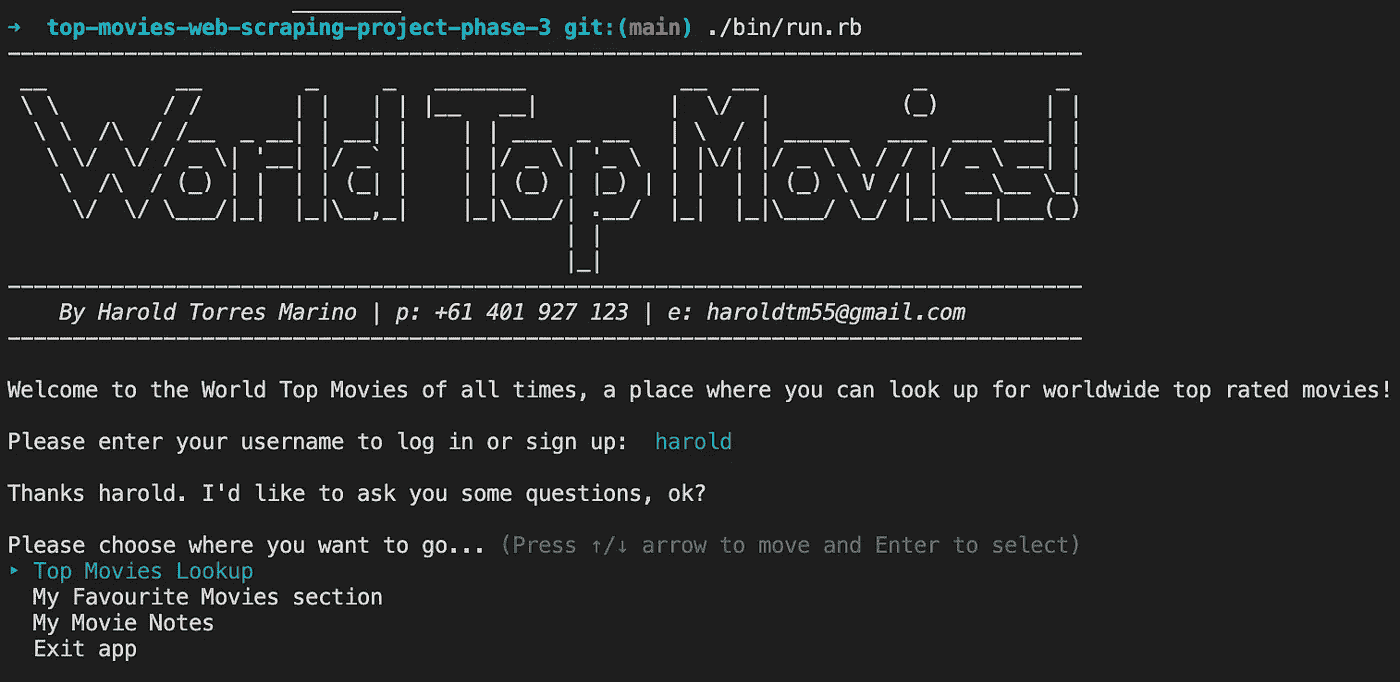 → top-movies-web-scraping-project-phase-3 git:(main) ./bin/run.rb
World Top Movies!
By Harold Torres Marino | p: +61 401 927 123 | e: haroldtm55@gmail.com
Welcome to the World Top Movies of all times, a place where you can look up for worldwide top rated movies!
Please enter your username to log in or sign up: harold
Thanks harold. I'd like to ask you some questions, ok?
Please choose where you want to go... (Press ↑/↓ arrow to move and Enter to select)
‣ Top Movies Lookup
My Favourite Movies section
My Movie Notes
Exit app